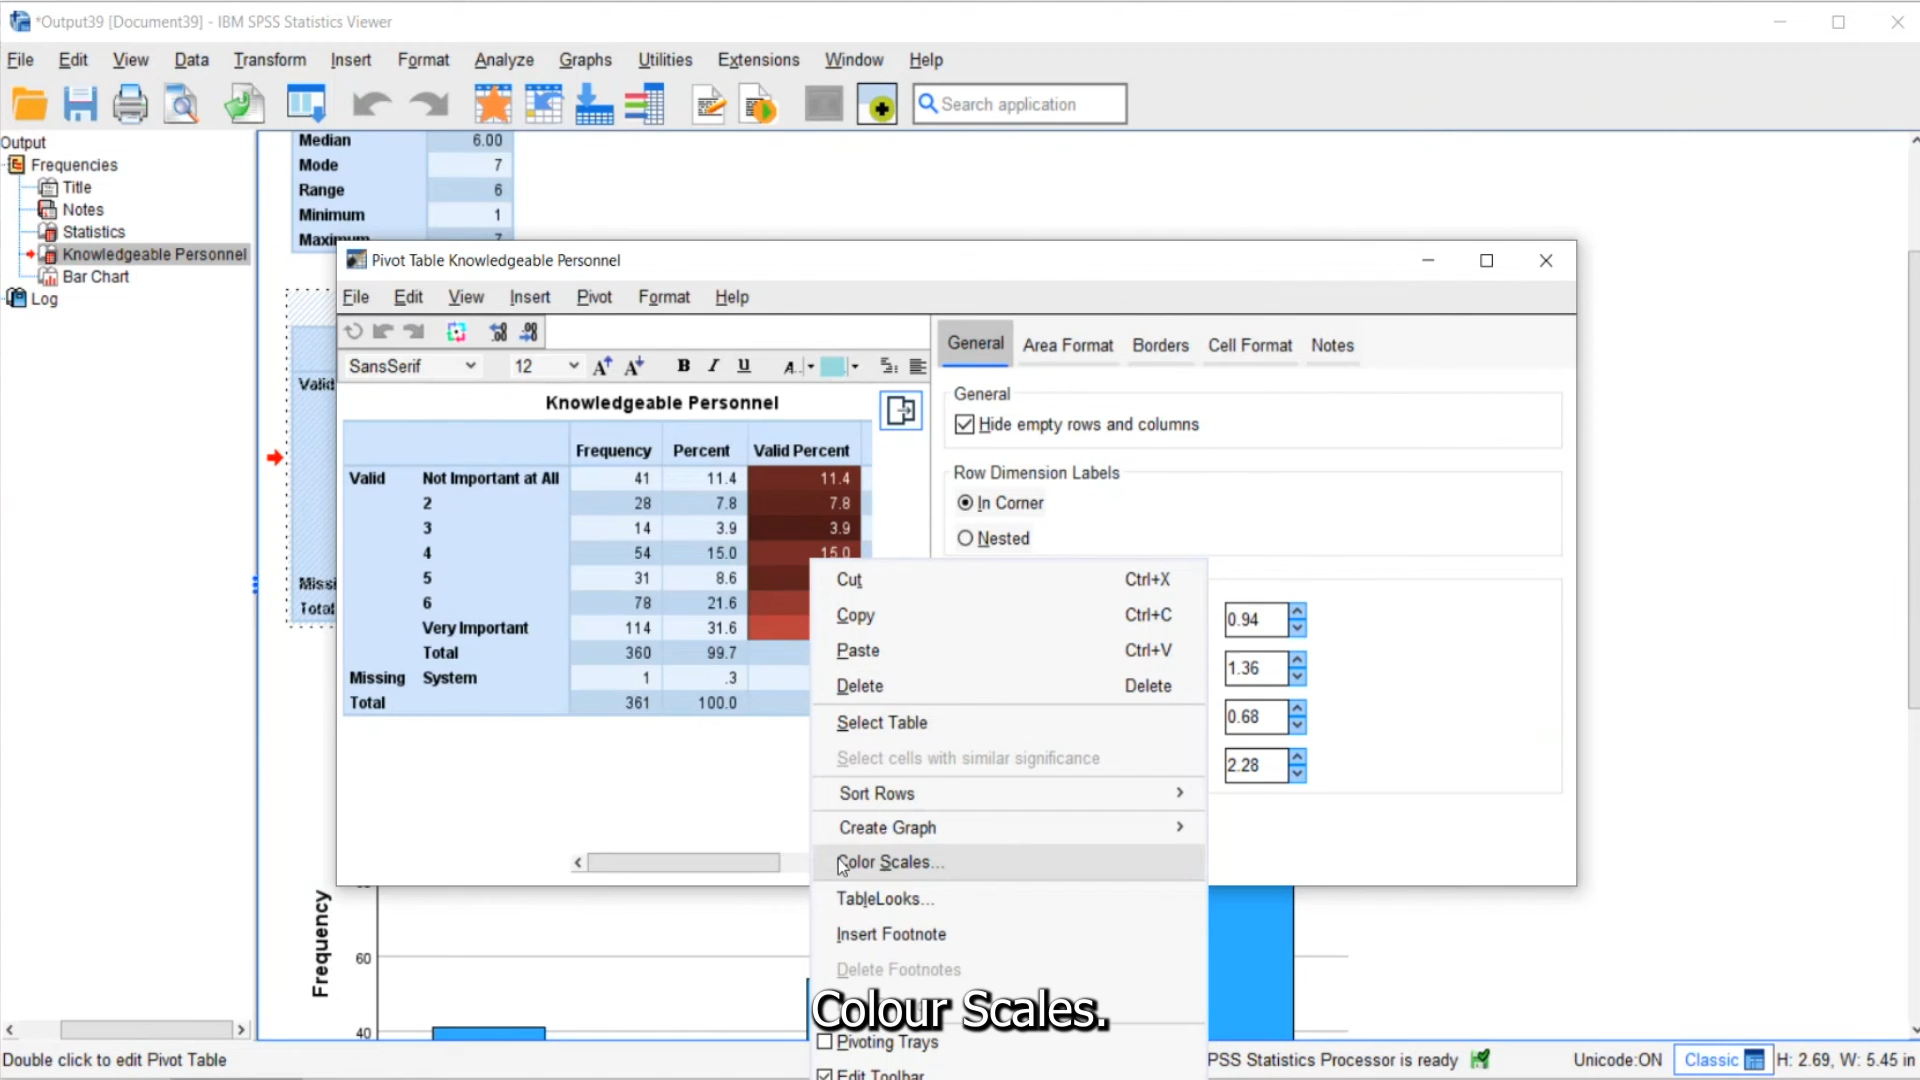 *Output39 [Document39] - IBM SPSS Statistics Viewer
File Edit View Data Transform Insert Format Analyze Graphs Utilities Extensions Window Help
Search application
Output
Frequencies
Title
Notes
Statistics
Knowledgeable Personnel
Bar Chart
Log
Median 6.00
Mode 7
Range 6
Minimum 1
Maximum 7
Valid
Total
Pivot Table Knowledgeable Personnel
File Edit View Insert Pivot Format Help
SansSerif 12 B I U A..
Knowledgeable Personnel
Frequency Percent Valid Percent
Valid Not Important at All 41 11.4 11.4
2 28 7.8 7.8
3 14 3.9 3.9
4 54 15.0 15.0
5 31 8.6
6 78 21.6
Very Important 114 31.6
Total 360 99.7
Missing System 1 .3
Total 361 100.0
General Area Format Borders Cell Format Notes
General
Hide empty rows and columns
Row Dimension Labels
In Corner
Nested
0.94
1.36
0.68
2.28
Cut Ctrl+X
Copy Ctrl+C
Paste Ctrl+V
Delete Delete
Select Table
Select cells with similar significance
Sort Rows
Create Graph
Color Scales...
TableLooks...
Insert Footnote
Delete Footnotes
Pivoting Trays
Edit Toolbar
Frequency
60
40
Colour Scales.
Double click to edit Pivot Table
PSS Statistics Processor is ready Unicode:ON Classic H: 2.69, W: 5.45 in